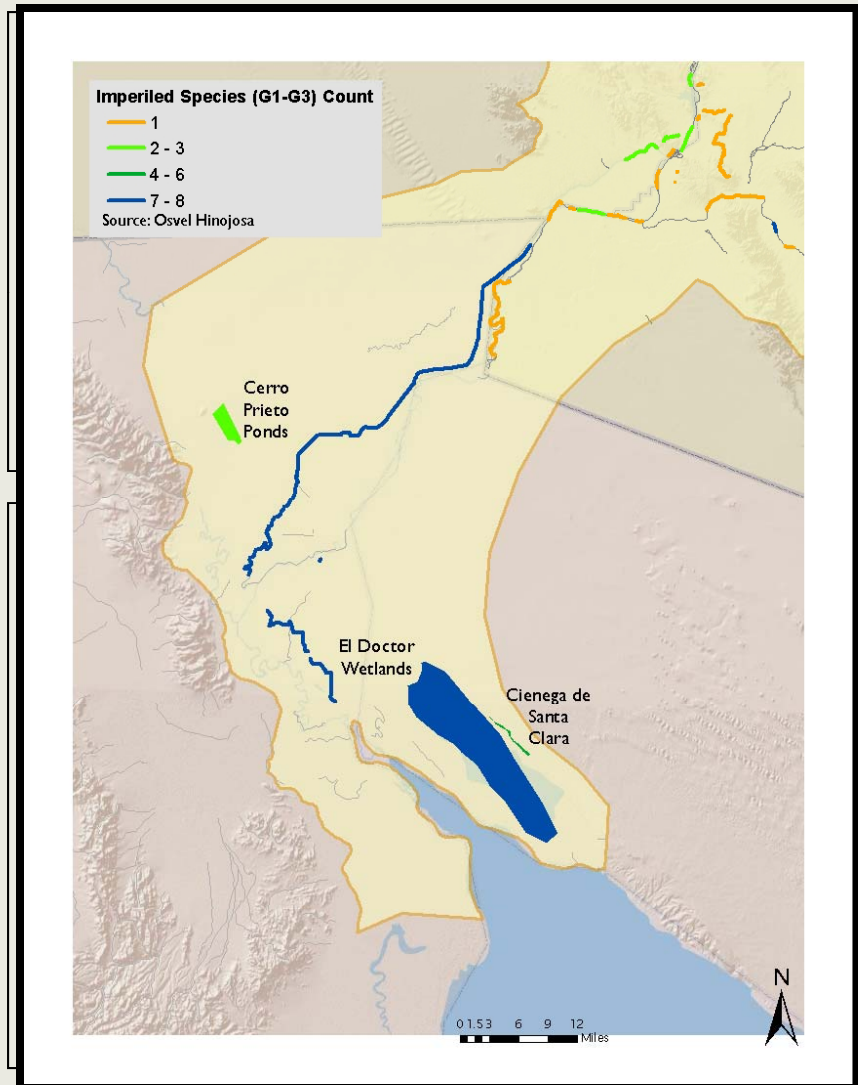 Imperiled Species (G1-G3) Count
1
2 - 3
4 - 6
7 - 8
Source: Osvel Hinojosa
Cerro
Prieto
Ponds
El Doctor
Wetlands
Cienega de
Santa
Clara
N
0 1.5 3 6 9 12
Miles